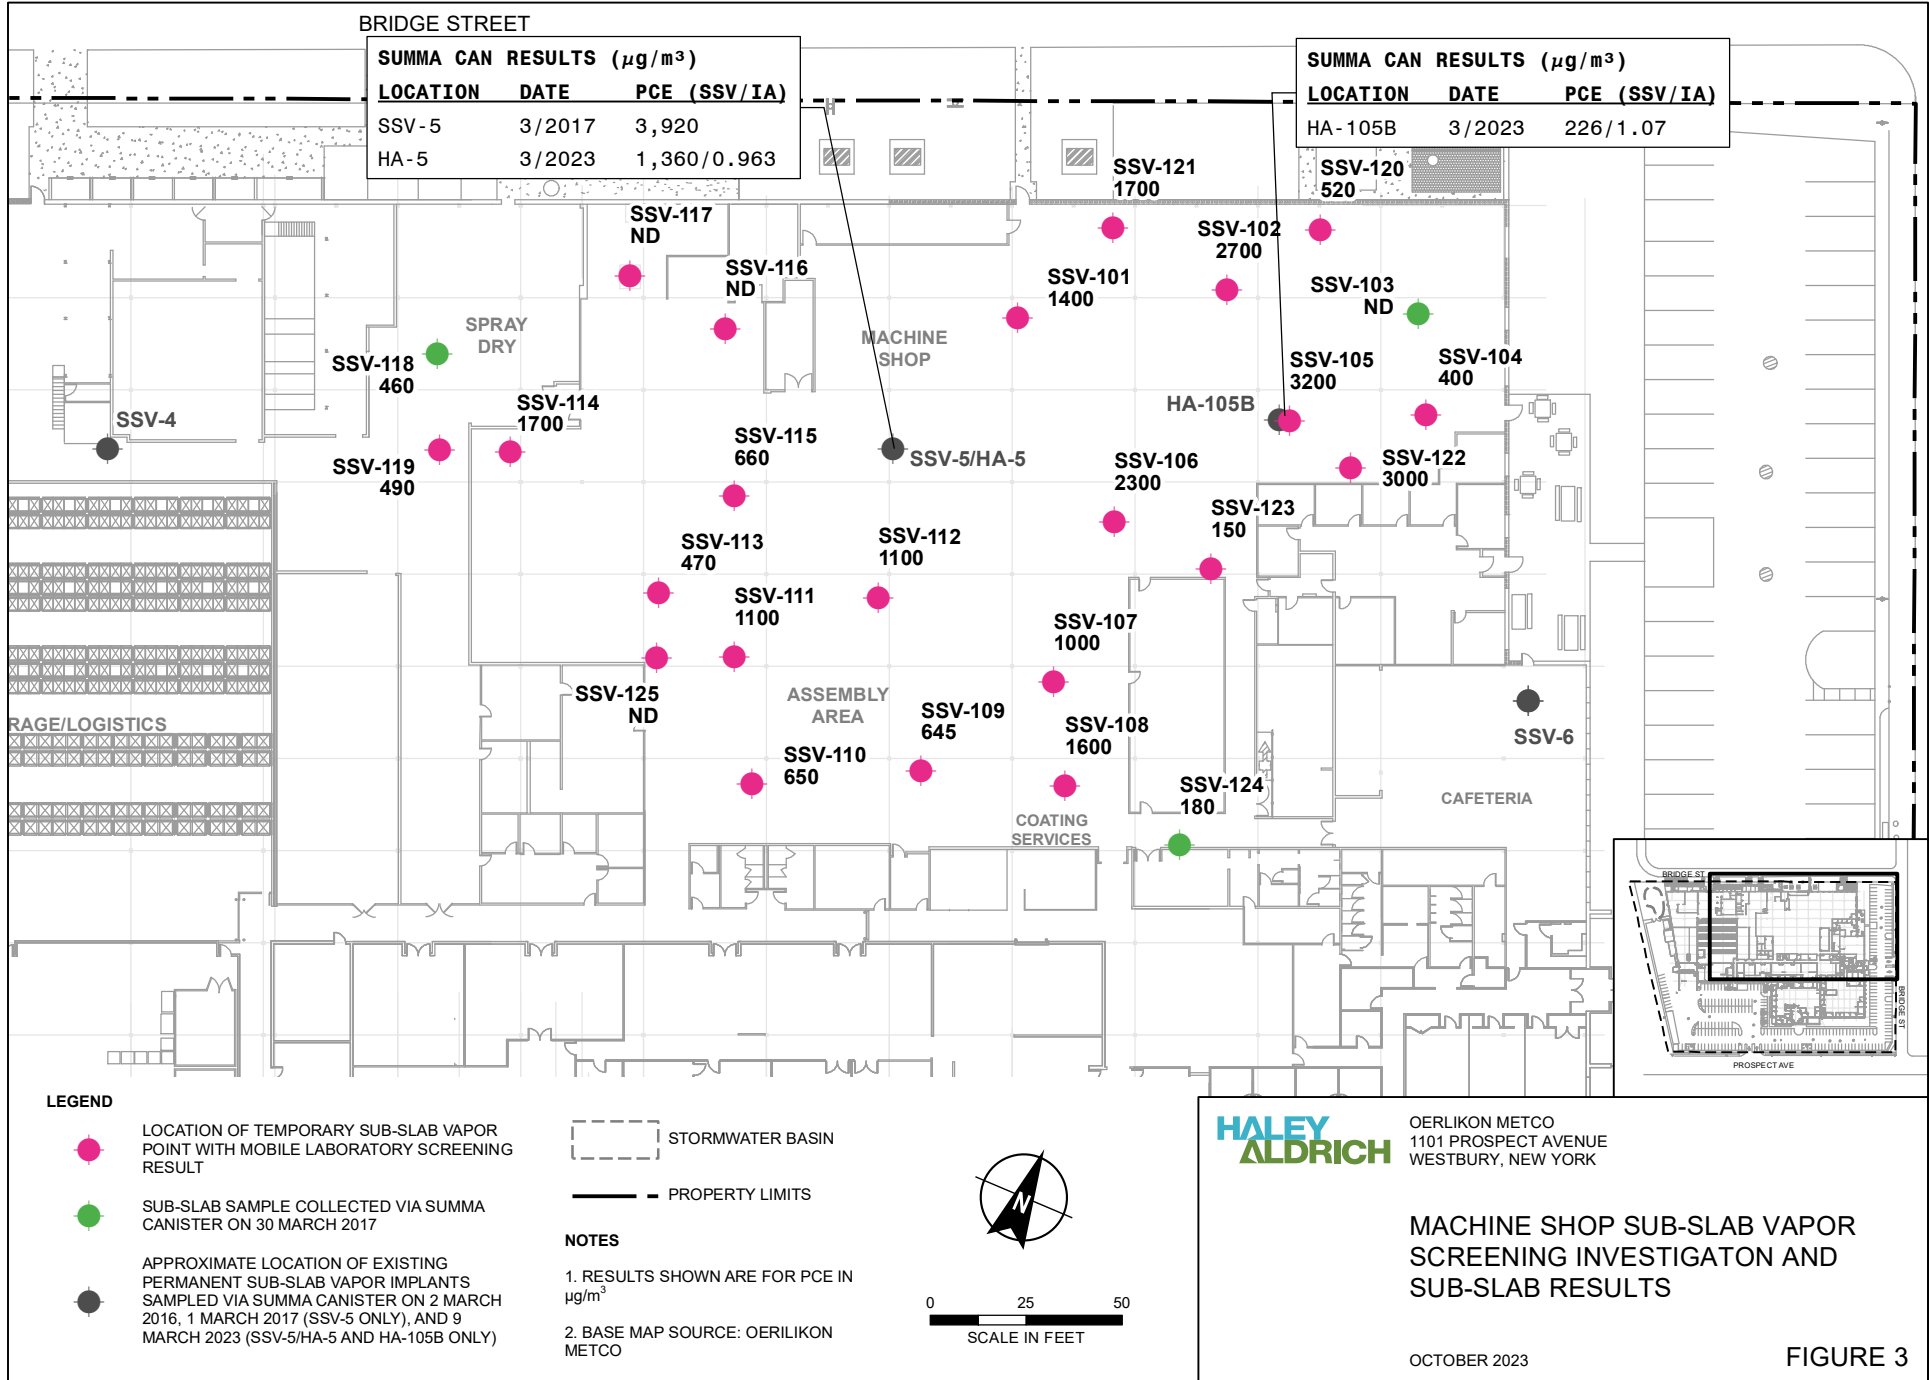 BRIDGE STREET
SUMMA CAN RESULTS (µg/m³)
LOCATION DATE PCE (SSV/IA)
SSV-5 3/2017 3,920
HA-5 3/2023 1,360/0.963
SUMMA CAN RESULTS (µg/m³)
LOCATION DATE PCE (SSV/IA)
HA-105B 3/2023 226/1.07
SSV-121
1700
SSV-120
520
SSV-117
ND
SSV-102
2700
SSV-116
ND
SSV-101
1400
SSV-103
ND
SPRAY
DRY
MACHINE
SHOP
SSV-118
460
SSV-105
3200
SSV-104
400
SSV-114
1700
HA-105B
SSV-4
SSV-115
660
SSV-5/HA-5
SSV-119
490
SSV-106
2300
SSV-122
3000
SSV-123
150
SSV-113
470
SSV-112
1100
SSV-111
1100
SSV-107
1000
SSV-125
ND
ASSEMBLY
AREA
SSV-109
645
SSV-108
1600
SSV-6
RAGE/LOGISTICS
SSV-110
650
SSV-124
180
CAFETERIA
COATING
SERVICES
BRIDGE ST
BRIDGE ST
PROSPECT AVE
LEGEND
LOCATION OF TEMPORARY SUB-SLAB VAPOR
POINT WITH MOBILE LABORATORY SCREENING
RESULT
SUB-SLAB SAMPLE COLLECTED VIA SUMMA
CANISTER ON 30 MARCH 2017
APPROXIMATE LOCATION OF EXISTING
PERMANENT SUB-SLAB VAPOR IMPLANTS
SAMPLED VIA SUMMA CANISTER ON 2 MARCH
2016, 1 MARCH 2017 (SSV-5 ONLY), AND 9
MARCH 2023 (SSV-5/HA-5 AND HA-105B ONLY)
STORMWATER BASIN
PROPERTY LIMITS
NOTES
1. RESULTS SHOWN ARE FOR PCE IN
µg/m³
2. BASE MAP SOURCE: OERILIKON
METCO
N
0 25 50
SCALE IN FEET
HALEY
ALDRICH
OERLIKON METCO
1101 PROSPECT AVENUE
WESTBURY, NEW YORK
MACHINE SHOP SUB-SLAB VAPOR
SCREENING INVESTIGATON AND
SUB-SLAB RESULTS
OCTOBER 2023
FIGURE 3